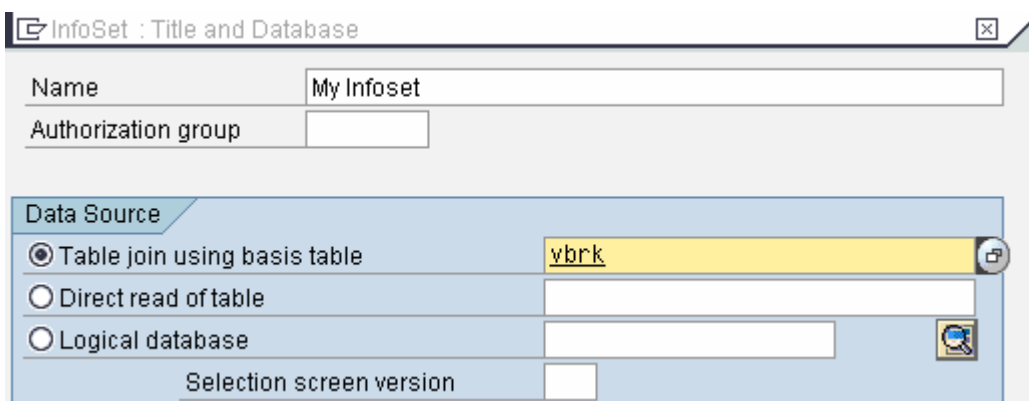 InfoSet : Title and Database
Name My Infoset
Authorization group
Data Source
Table join using basis table vbrk
Direct read of table
Logical database
Selection screen version